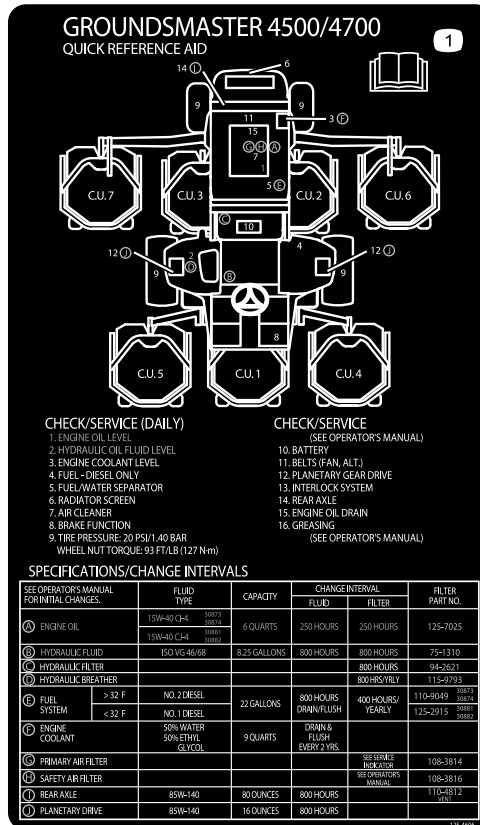 GROUNDSMASTER 4500/4700
QUICK REFERENCE AID
1
14 I
6
9
9
11
15
3 F
G H A
7
1
5 E
C.U. 7
C.U. 3
C.U. 2
C.U. 6
C
10
12 J
2
D
B
4
12 J
9
9
8
C.U. 5
C.U. 1
C.U. 4
CHECK/SERVICE (DAILY)
1. ENGINE OIL LEVEL
2. HYDRAULIC OIL FLUID LEVEL
3. ENGINE COOLANT LEVEL
4. FUEL - DIESEL ONLY
5. FUEL/WATER SEPARATOR
6. RADIATOR SCREEN
7. AIR CLEANER
8. BRAKE FUNCTION
9. TIRE PRESSURE: 20 PSI/1.40 BAR
WHEEL NUT TORQUE: 93 FT/LB (127 N·m)
CHECK/SERVICE
(SEE OPERATOR'S MANUAL)
10. BATTERY
11. BELTS (FAN, ALT.)
12. PLANETARY GEAR DRIVE
13. INTERLOCK SYSTEM
14. REAR AXLE
15. ENGINE OIL DRAIN
16. GREASING
(SEE OPERATOR'S MANUAL)
SPECIFICATIONS/CHANGE INTERVALS
SEE OPERATOR'S MANUAL FOR INITIAL CHANGES. FLUID TYPE CAPACITY CHANGE INTERVAL FLUID FILTER FILTER PART NO.
A ENGINE OIL 15W-40 CI-4 30873 30874 15W-40 CJ-4 30881 30882 6 QUARTS 250 HOURS 250 HOURS 125-7025
B HYDRAULIC FLUID ISO VG 46/68 8.25 GALLONS 800 HOURS 800 HOURS 75-1310
C HYDRAULIC FILTER 800 HOURS 94-2621
D HYDRAULIC BREATHER 800 HRS/YRLY 115-9793
E FUEL SYSTEM > 32 F NO. 2 DIESEL < 32 F NO. 1 DIESEL 22 GALLONS 800 HOURS DRAIN/FLUSH 400 HOURS/ YEARLY 110-9049 30873 30874 125-2915 30881 30882
F ENGINE COOLANT 50% WATER 50% ETHYL GLYCOL 9 QUARTS DRAIN & FLUSH EVERY 2 YRS.
G PRIMARY AIR FILTER SEE SERVICE INDICATOR 108-3814
H SAFETY AIR FILTER SEE OPERATOR'S MANUAL 108-3816
I REAR AXLE 85W-140 80 OUNCES 800 HOURS 110-4812 VENT
J PLANETARY DRIVE 85W-140 16 OUNCES 800 HOURS
125-4606